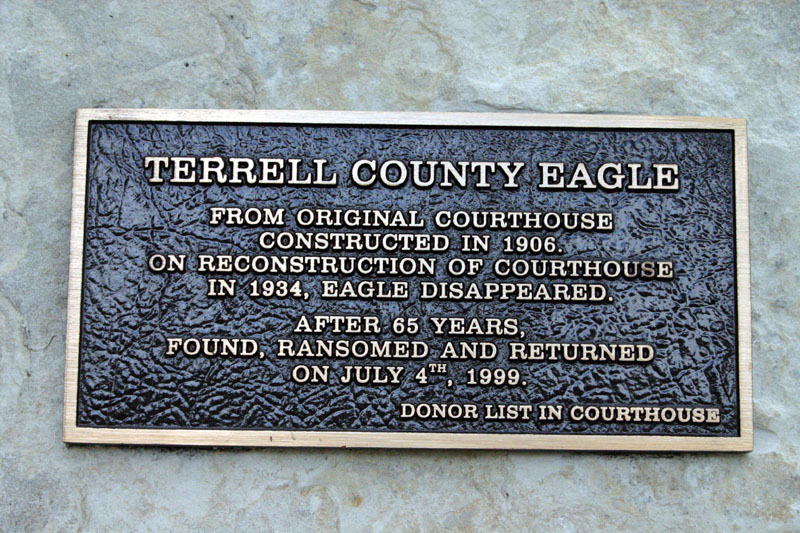 TERRELL COUNTY EAGLE
FROM ORIGINAL COURTHOUSE
CONSTRUCTED IN 1906.
ON RECONSTRUCTION OF COURTHOUSE
IN 1934, EAGLE DISAPPEARED.
AFTER 65 YEARS,
FOUND, RANSOMED AND RETURNED
ON JULY 4TH, 1999.
DONOR LIST IN COURTHOUSE